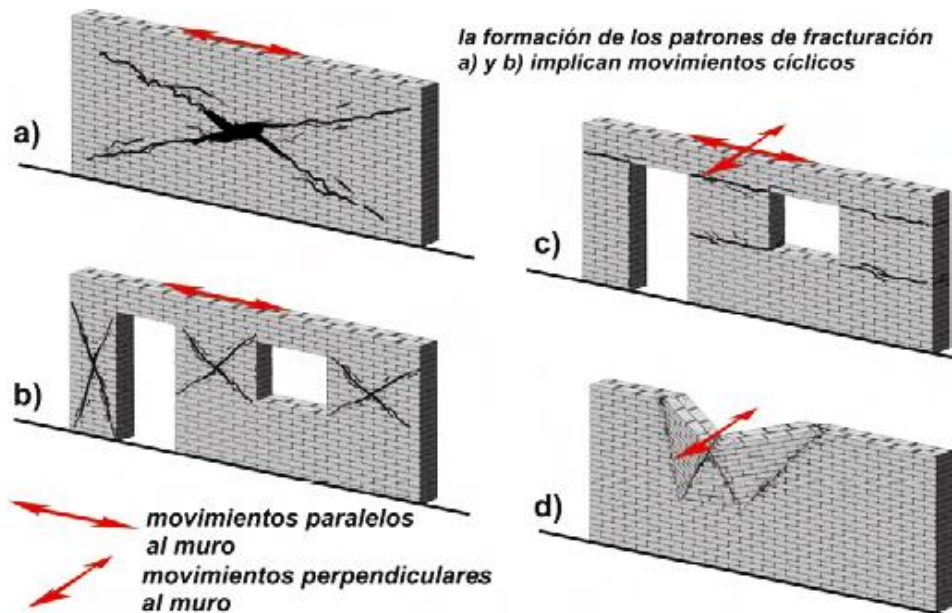 la formación de los patrones de fracturación
a) y b) implican movimientos cíclicos
a)
c)
b)
d)
movimientos paralelos
al muro
movimientos perpendiculares
al muro